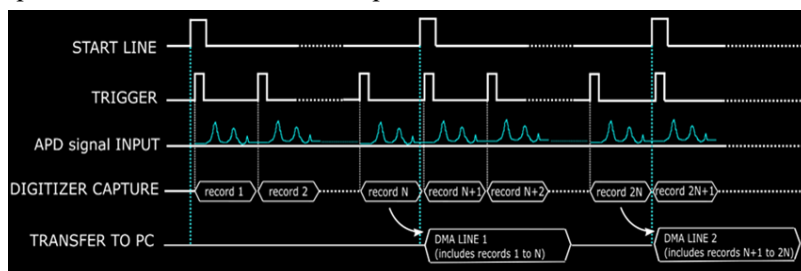 START LINE
TRIGGER
APD signal INPUT
DIGITIZER CAPTURE
record 1
record 2
record N
record N+1
record N+2
record 2N
record 2N+1
TRANSFER TO PC
DMA LINE 1
(includes records 1 to N)
DMA LINE 2
(includes records N+1 to 2N)